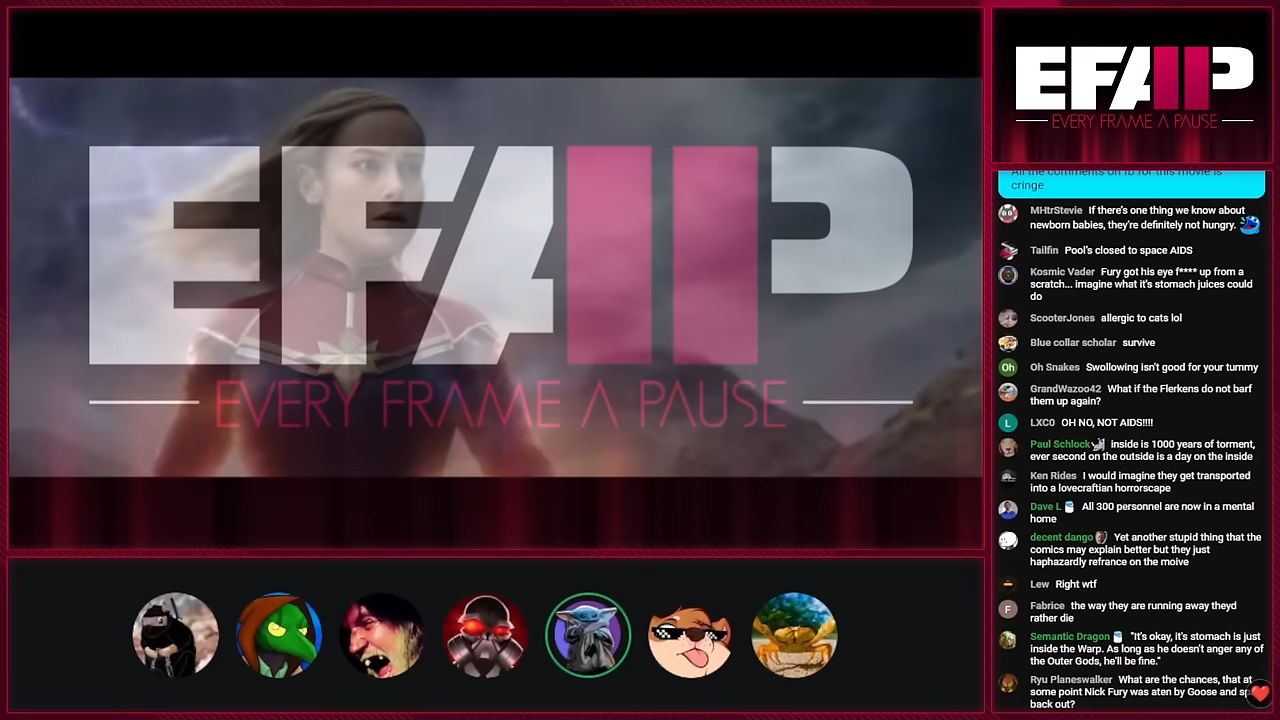 EFAP
EVERY FRAME A PAUSE
EFAP
EVERY FRAME A PAUSE
All the comments on fb for this movie is
cringe
MHtrStevie If there's one thing we know about
newborn babies, they're definitely not hungry.
Tailfin Pool's closed to space AIDS
Kosmic Vader Fury got his eye f**** up from a
scratch... imagine what it's stomach juices could
do
ScooterJones allergic to cats lol
Blue collar scholar survive
Oh
Oh Snakes Swollowing isn't good for your tummy
GrandWazoo42 What if the Flerkens do not barf
them up again?
L
LXC0 OH NO, NOT AIDS!!!!
Paul Schlock inside is 1000 years of torment,
ever second on the outside is a day on the inside
Ken Rides I would imagine they get transported
into a lovecraftian horrorscape
Dave L All 300 personnel are now in a mental
home
decent dango Yet another stupid thing that the
comics may explain better but they just
haphazardly refrance on the moive
Lew Right wtf
F
Fabrice the way they are running away theyd
rather die
Semantic Dragon "It's okay, it's stomach is just
inside the Warp. As long as he doesn't anger any of
the Outer Gods, he'll be fine."
Ryu Planeswalker What are the chances, that at
some point Nick Fury was aten by Goose and
back out?